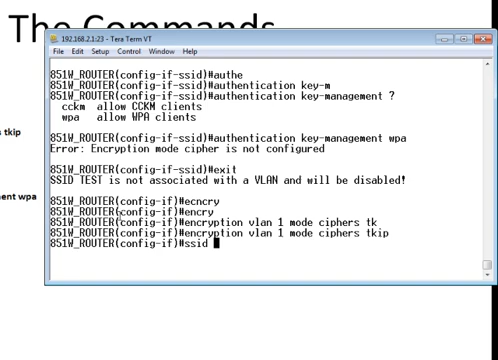 The Commands
192.168.2.1:23 - Tera Term VT
File Edit Setup Control Window Help
851W_ROUTER(config-if-ssid)#authe
851W_ROUTER(config-if-ssid)#authentication key-m
851W_ROUTER(config-if-ssid)#authentication key-management ?
cckm allow CCKM clients
wpa allow WPA clients
851W_ROUTER(config-if-ssid)#authentication key-management wpa
Error: Encryption mode cipher is not configured
851W_ROUTER(config-if-ssid)#exit
SSID TEST is not associated with a VLAN and will be disabled!
851W_ROUTER(config-if)#ecncry
851W_ROUTER(config-if)#encry
851W_ROUTER(config-if)#encryption vlan 1 mode ciphers tk
851W_ROUTER(config-if)#encryption vlan 1 mode ciphers tkip
851W_ROUTER(config-if)#ssid
s tkip
ent wpa